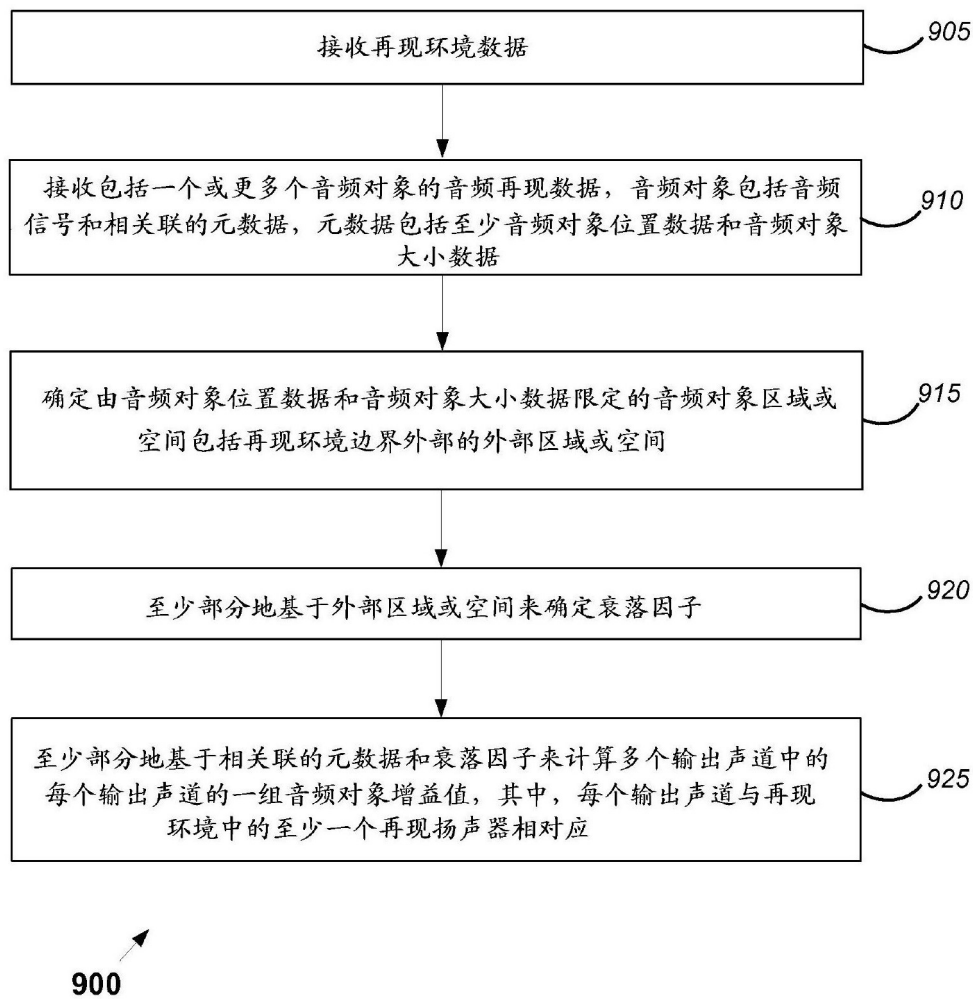 接收再现环境数据
905
接收包括一个或更多个音频对象的音频再现数据，音频对象包括音频
信号和相关联的元数据，元数据包括至少音频对象位置数据和音频对象
大小数据
910
确定由音频对象位置数据和音频对象大小数据限定的音频对象区域或
空间包括再现环境边界外部的外部区域或空间
915
至少部分地基于外部区域或空间来确定衰落因子
920
至少部分地基于相关联的元数据和衰落因子来计算多个输出声道中的
每个输出声道的一组音频对象增益值，其中，每个输出声道与再现
环境中的至少一个再现扬声器相对应
925
900